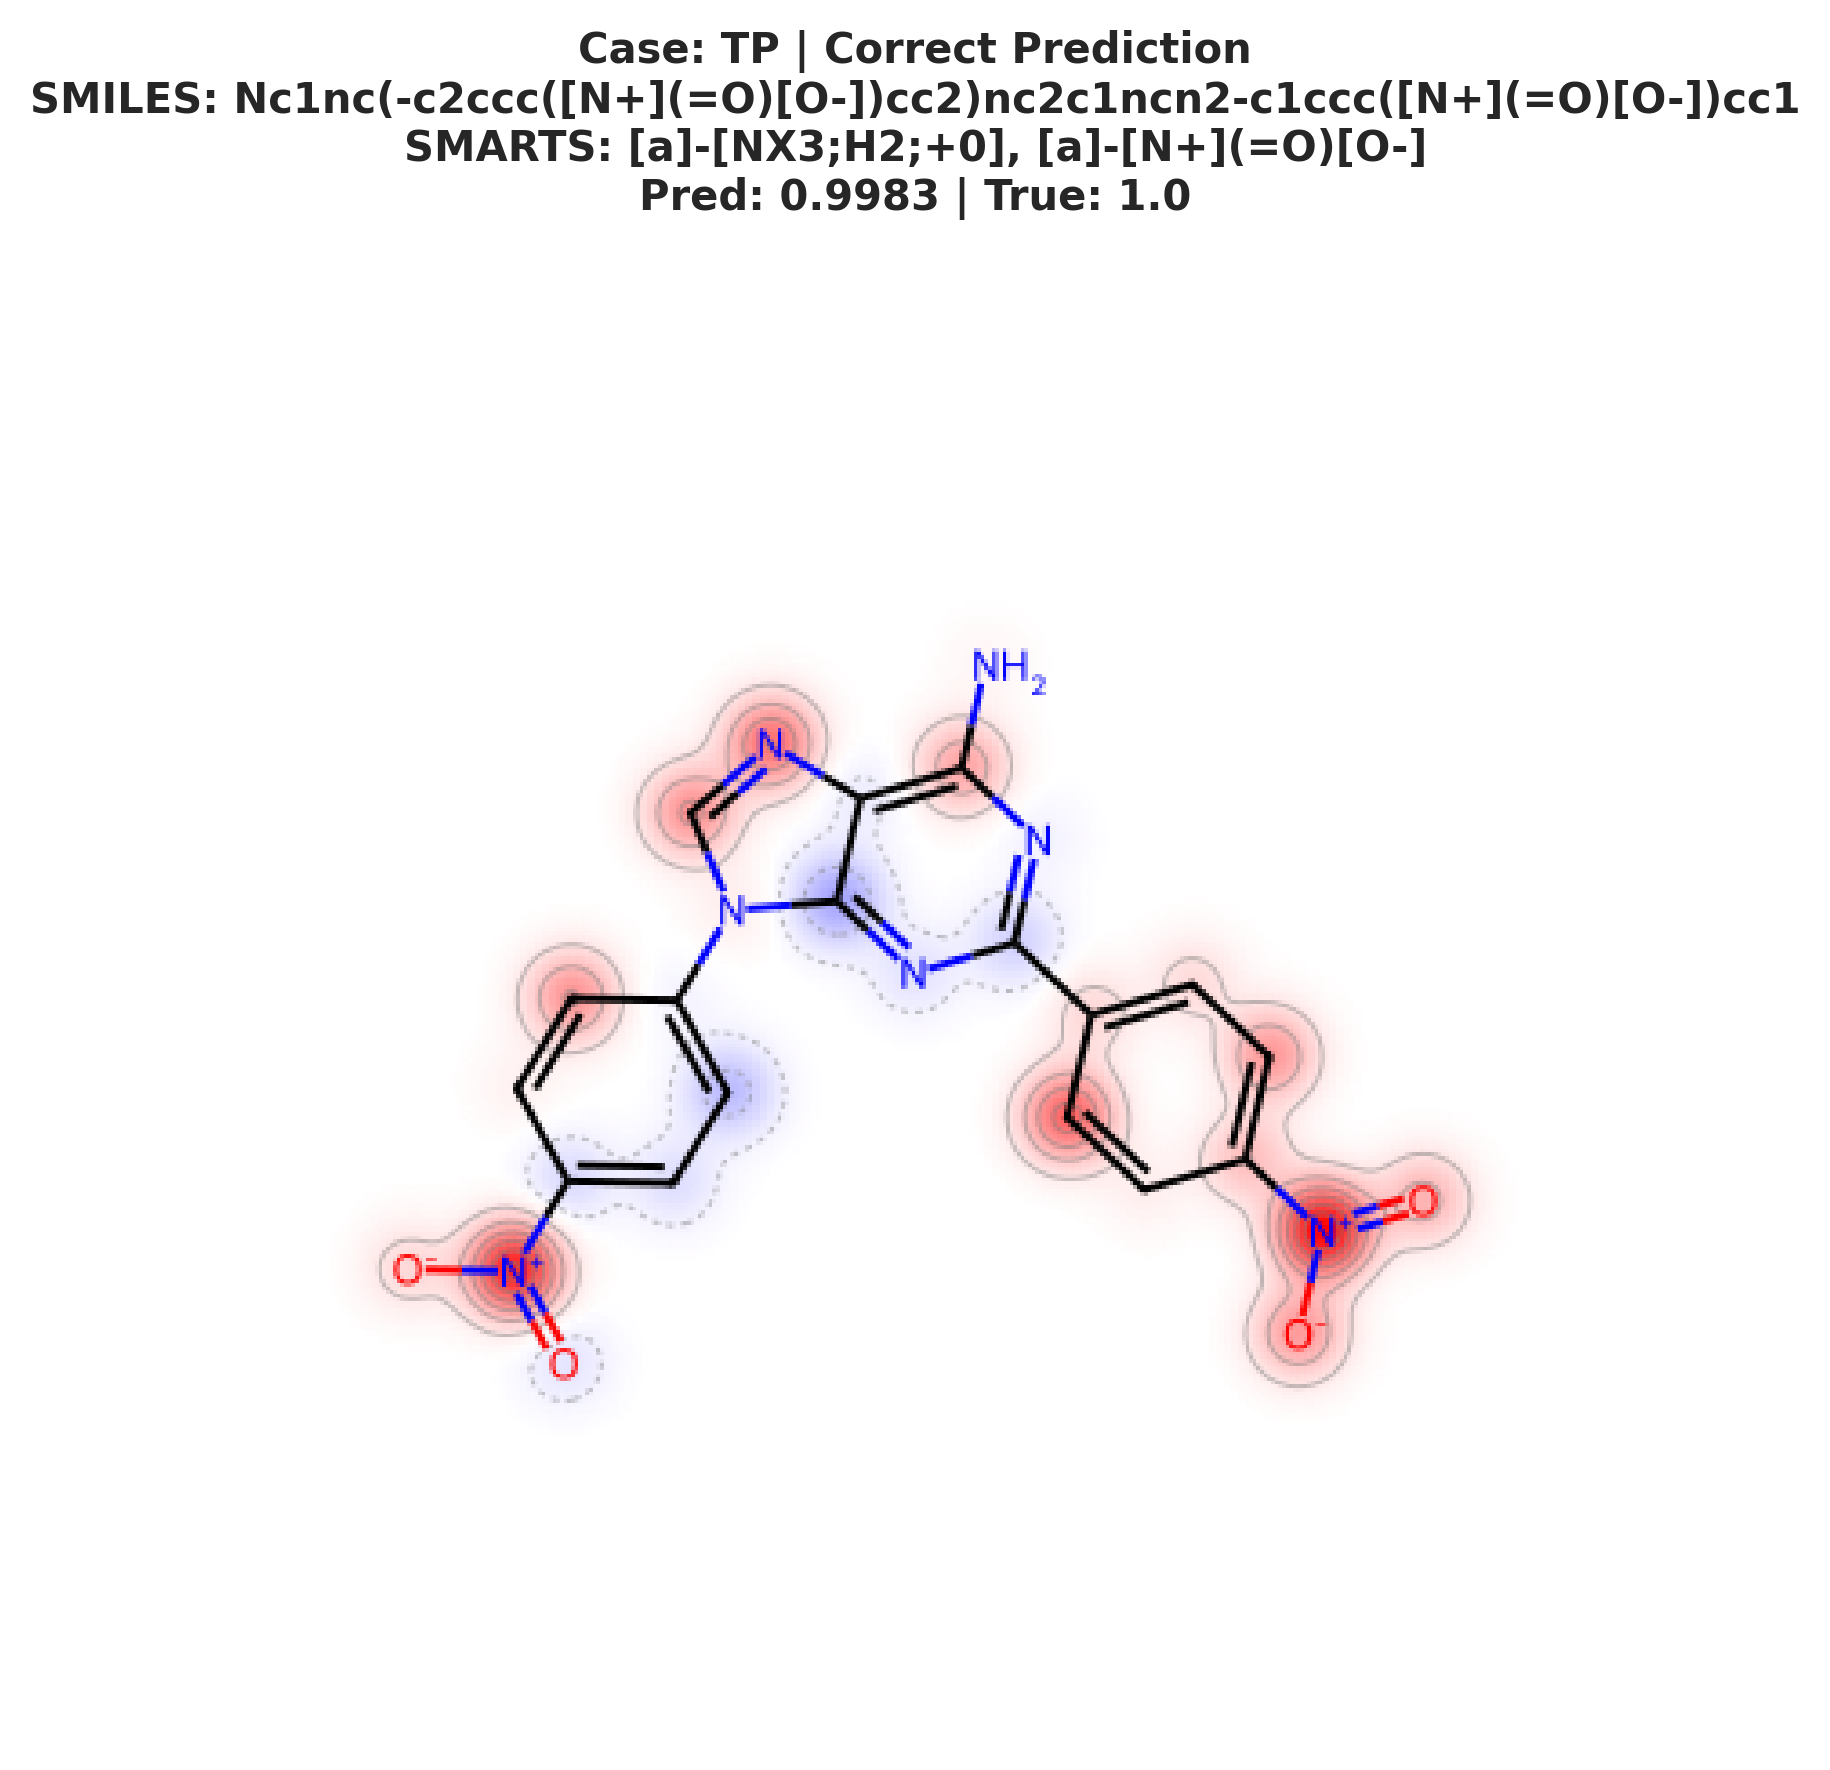 Case: TP | Correct Prediction
SMILES: Nc1nc(-c2ccc([N+](=O)[O-])cc2)nc2c1ncn2-c1ccc([N+](=O)[O-])cc1
SMARTS: [a]-[NX3;H2;+0], [a]-[N+](=O)[O-]
Pred: 0.9983 | True: 1.0
NH2
N
N
N
N
O-
N+
O
N+
O
O-